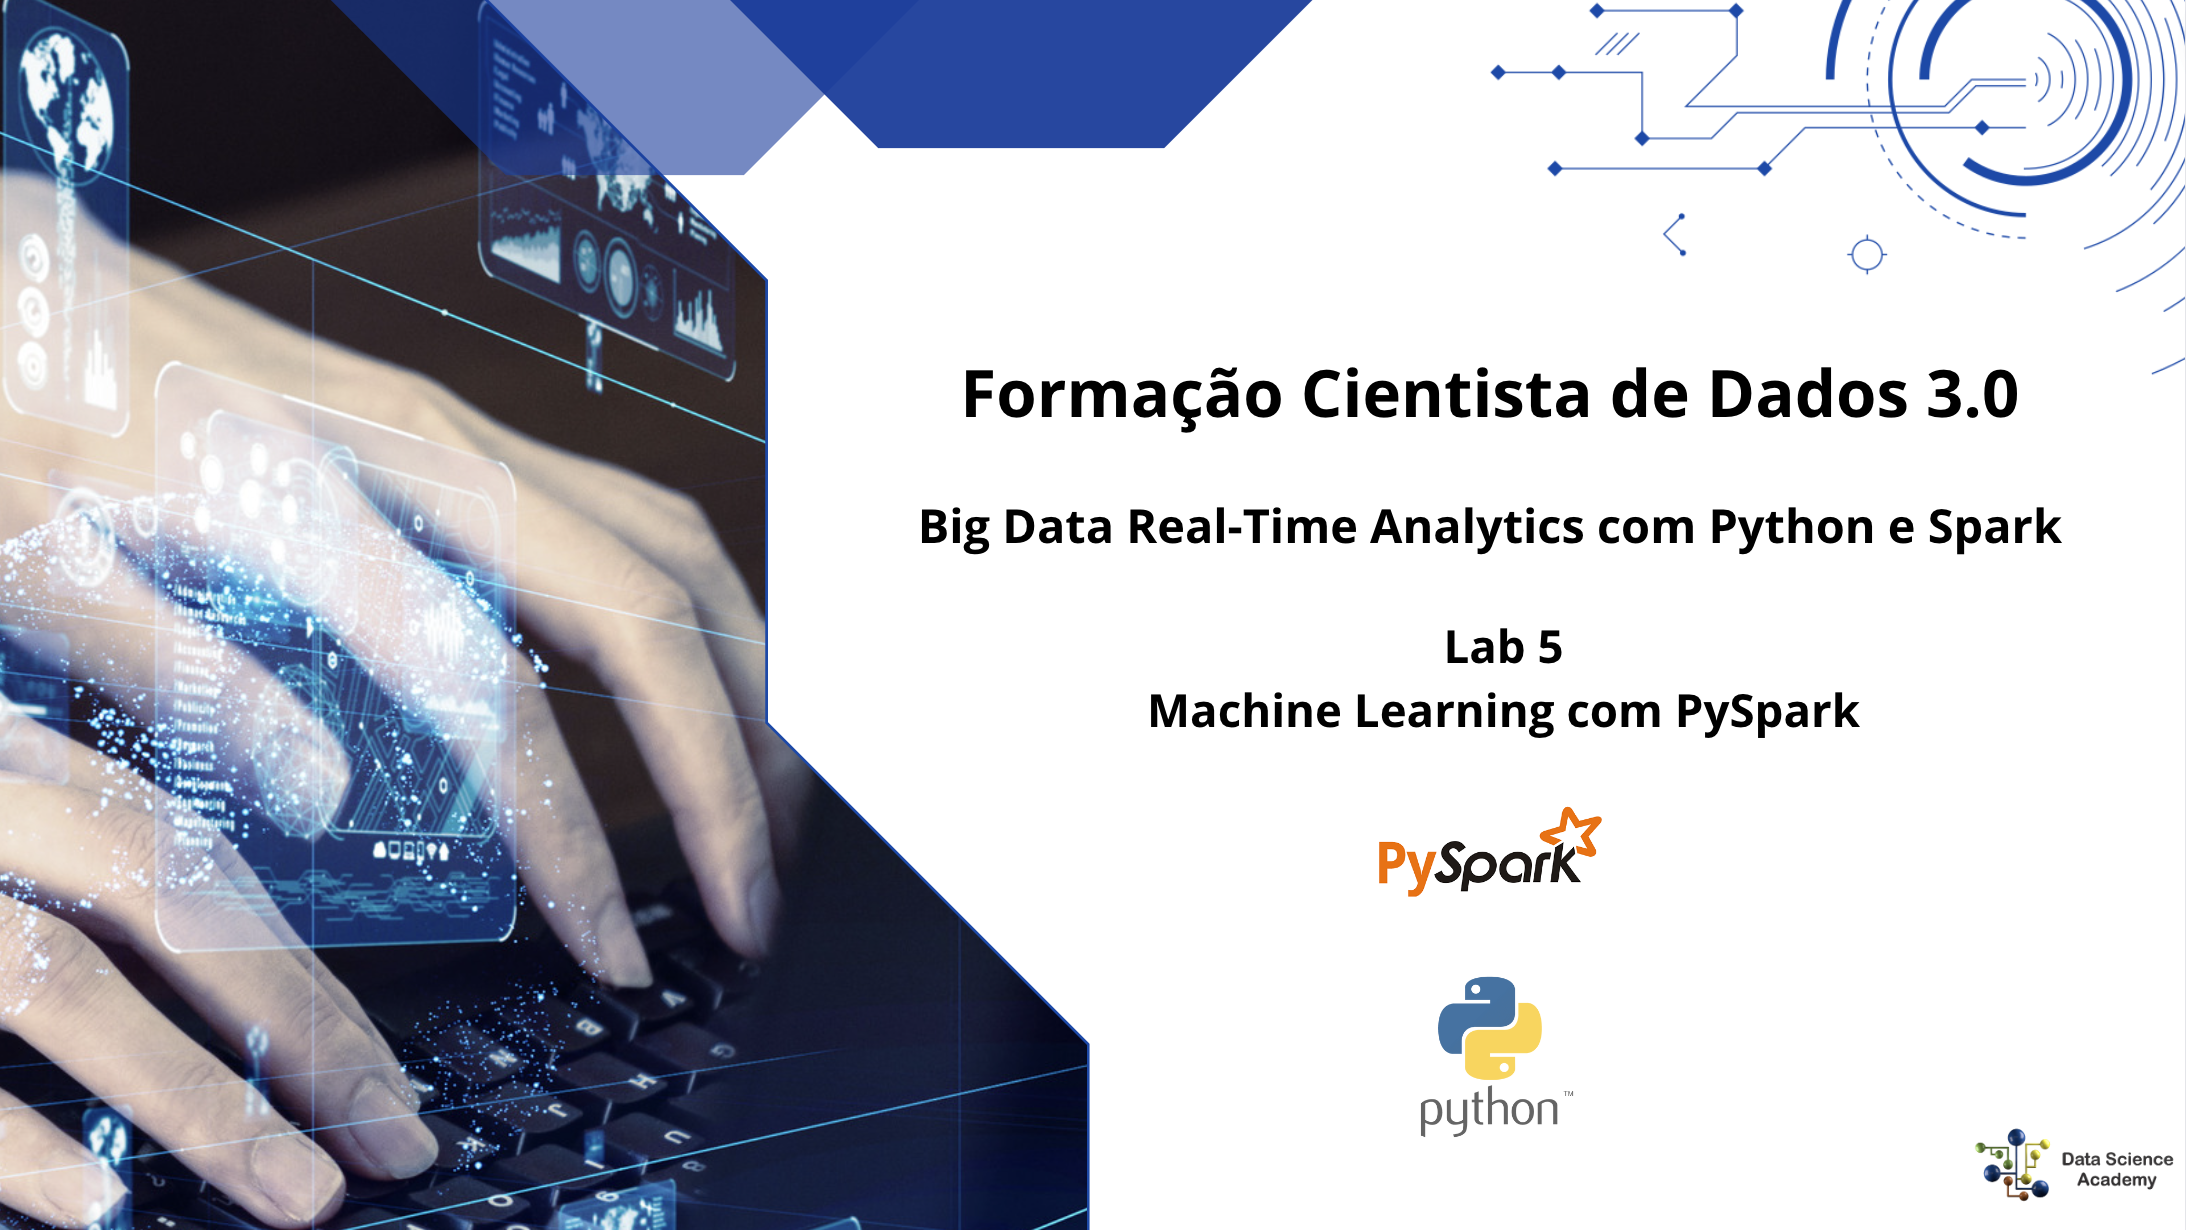 Formação Cientista de Dados 3.0
Big Data Real-Time Analytics com Python e Spark
Lab 5
Machine Learning com PySpark
PySpark
python™
Data Science
Academy